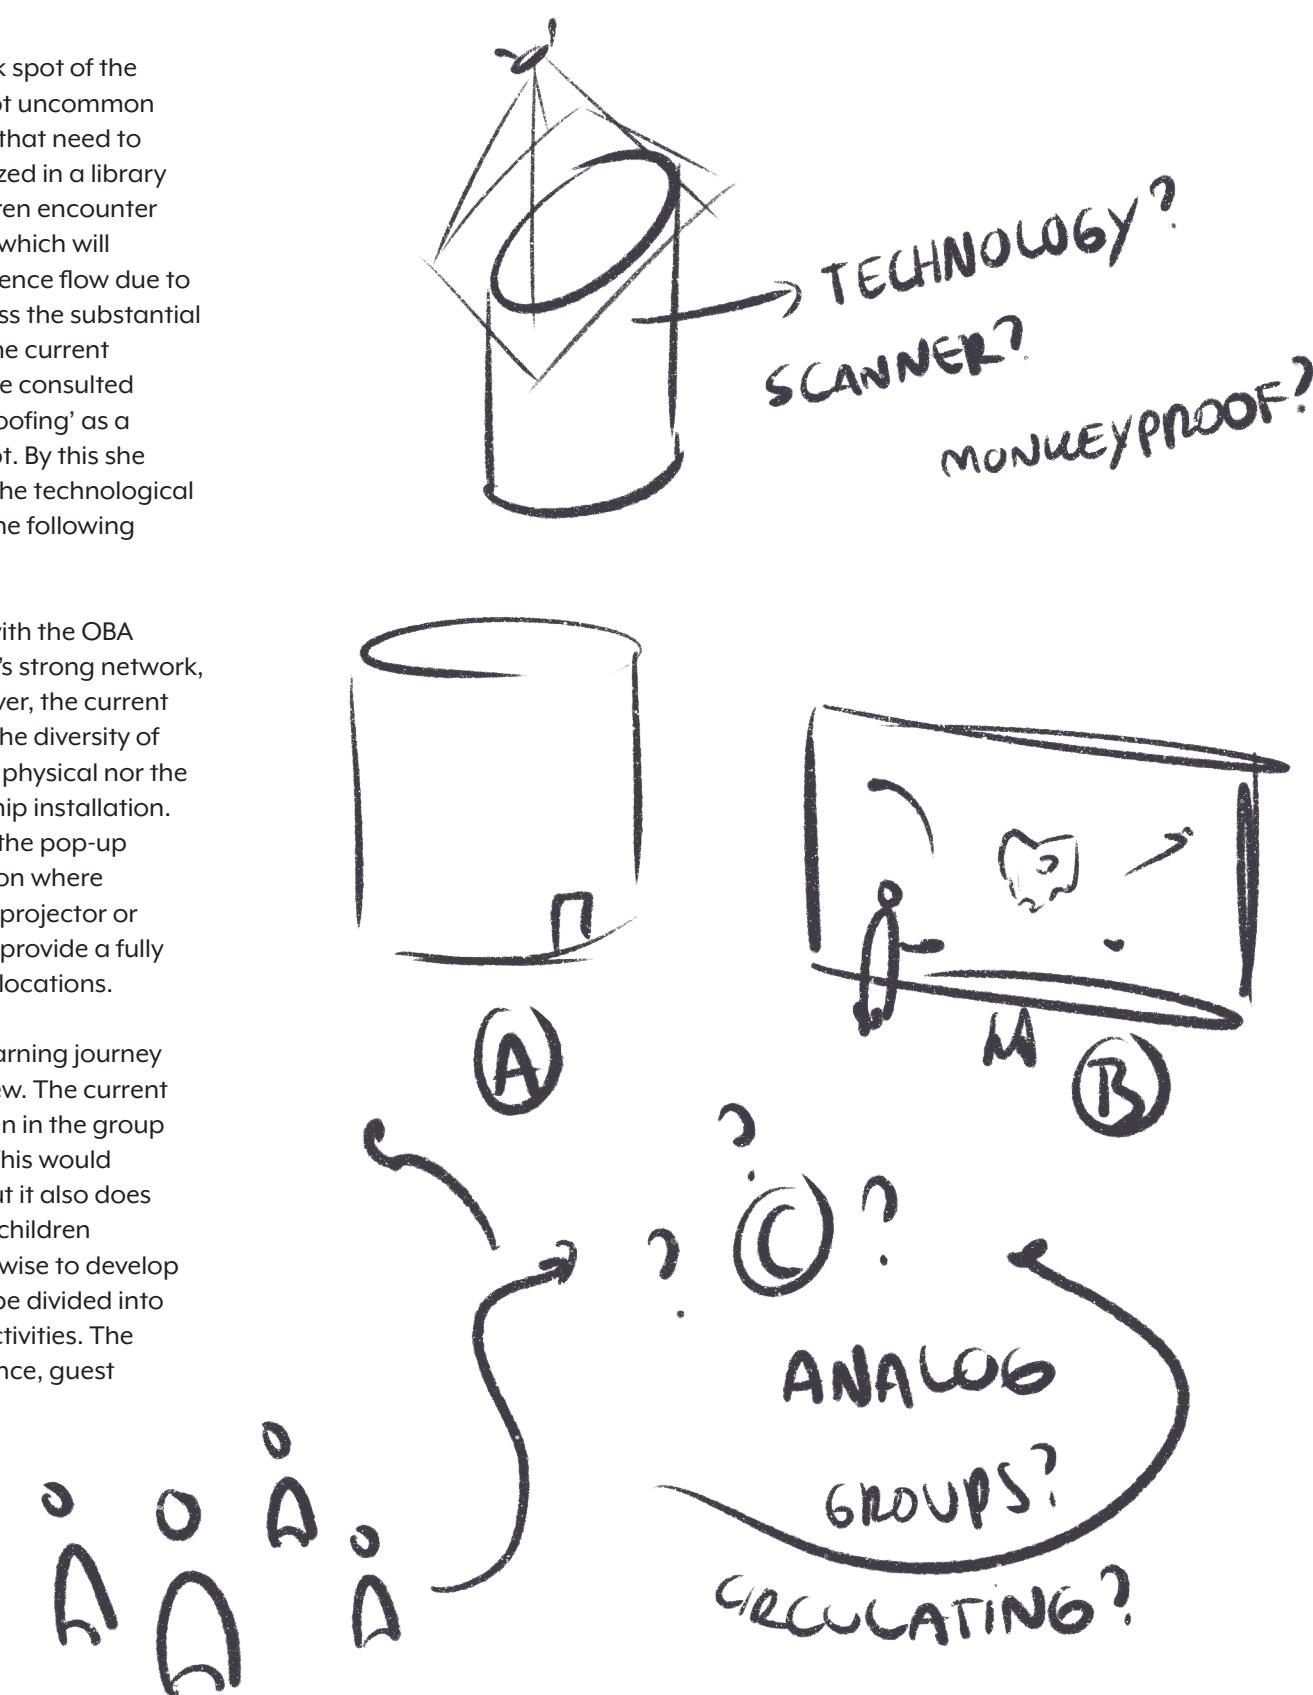 k spot of the
ot uncommon
that need to
zed in a library
ren encounter
which will
ence flow due to
ss the substantial
he current
e consulted
oofing' as a
ot. By this she
he technological
he following
vith the OBA
's strong network,
ver, the current
he diversity of
physical nor the
hip installation.
the pop-up
on where
projector or
provide a fully
locations.
arning journey
ew. The current
en in the group
This would
ut it also does
children
wise to develop
be divided into
ctivities. The
nce, guest
TECHNOLOGY?
SCANNER?
MONKEYPROOF?
A
B
? C ?
?
ANALOG
GROUPS?
CIRCULATING?